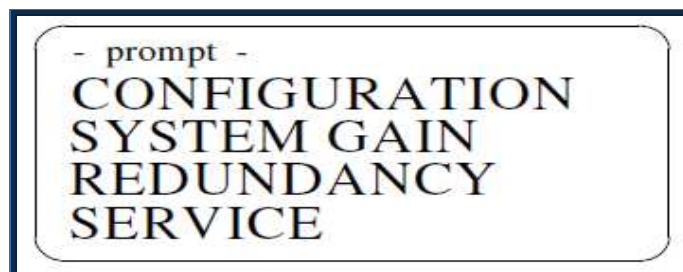 - prompt -
CONFIGURATION
SYSTEM GAIN
REDUNDANCY
SERVICE